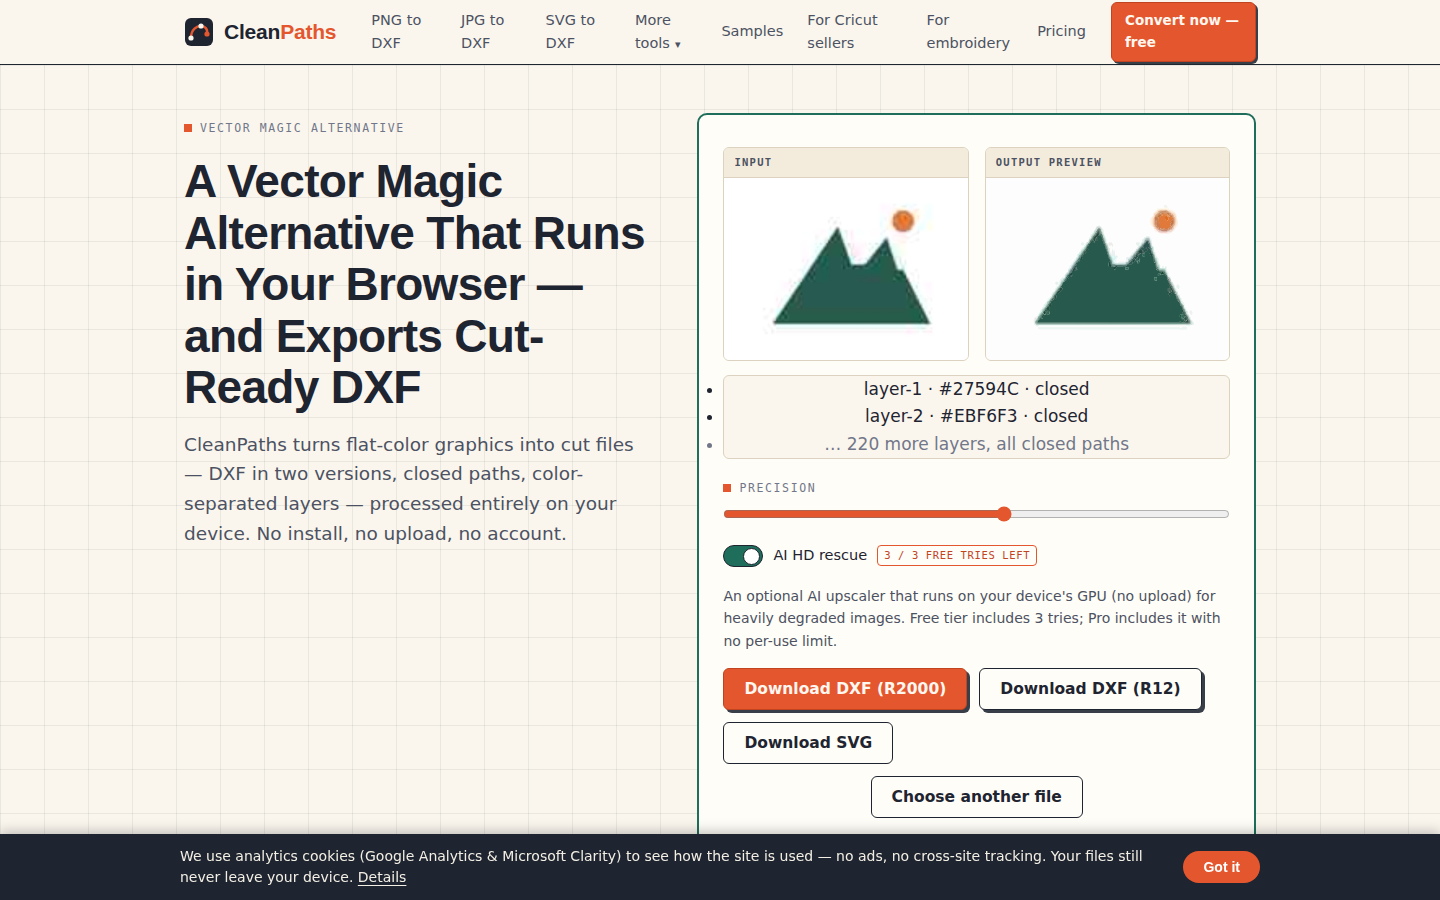 CleanPaths
PNG to
DXF
JPG to
DXF
SVG to
DXF
More
tools ▾
Samples
For Cricut
sellers
For
embroidery
Pricing
Convert now —
free
VECTOR MAGIC ALTERNATIVE
A Vector Magic
Alternative That Runs
in Your Browser —
and Exports Cut-
Ready DXF
CleanPaths turns flat-color graphics into cut files
— DXF in two versions, closed paths, color-
separated layers — processed entirely on your
device. No install, no upload, no account.
INPUT
OUTPUT PREVIEW
layer-1 · #27594C · closed
layer-2 · #EBF6F3 · closed
… 220 more layers, all closed paths
PRECISION
AI HD rescue
3 / 3 FREE TRIES LEFT
An optional AI upscaler that runs on your device's GPU (no upload) for
heavily degraded images. Free tier includes 3 tries; Pro includes it with
no per-use limit.
Download DXF (R2000)
Download DXF (R12)
Download SVG
Choose another file
We use analytics cookies (Google Analytics & Microsoft Clarity) to see how the site is used — no ads, no cross-site tracking. Your files still
never leave your device. Details
Got it